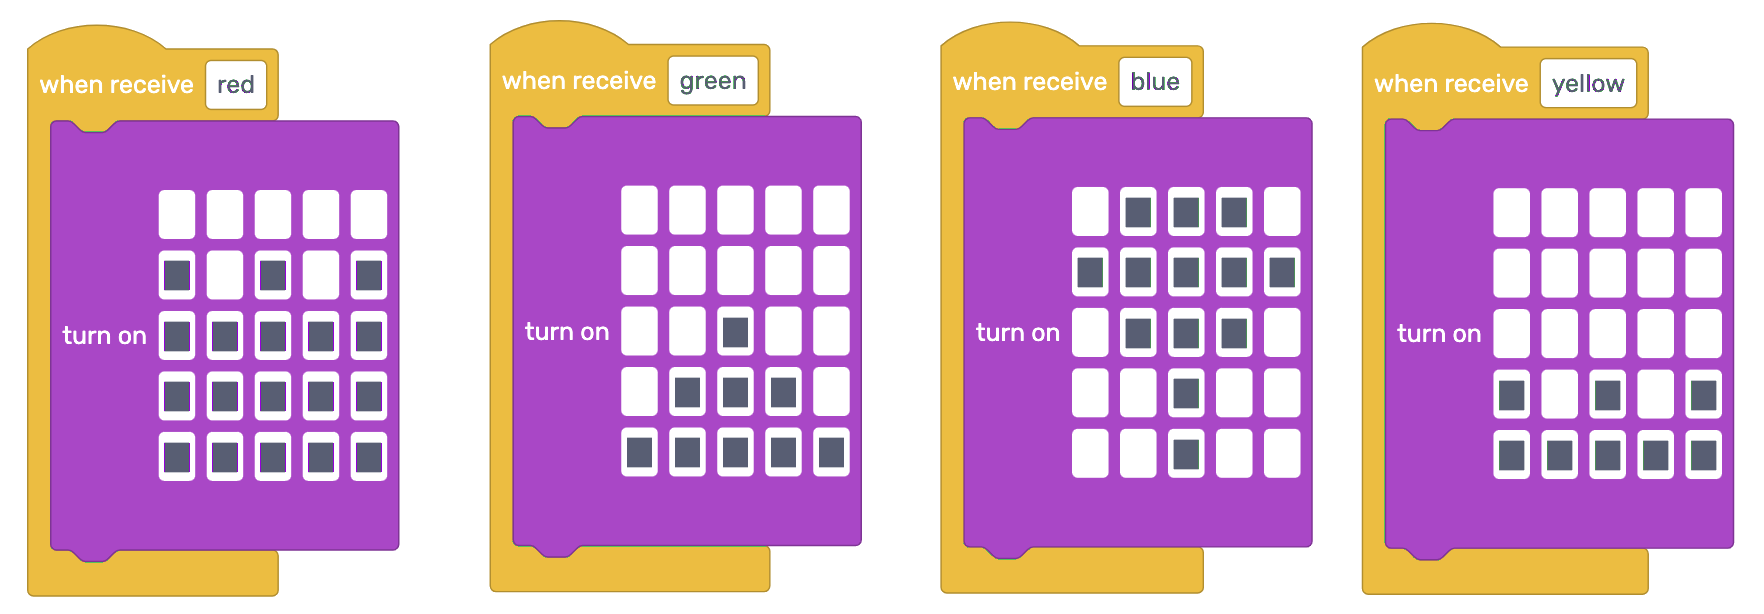 when receive red
turn on
when receive green
turn on
when receive blue
turn on
when receive yellow
turn on